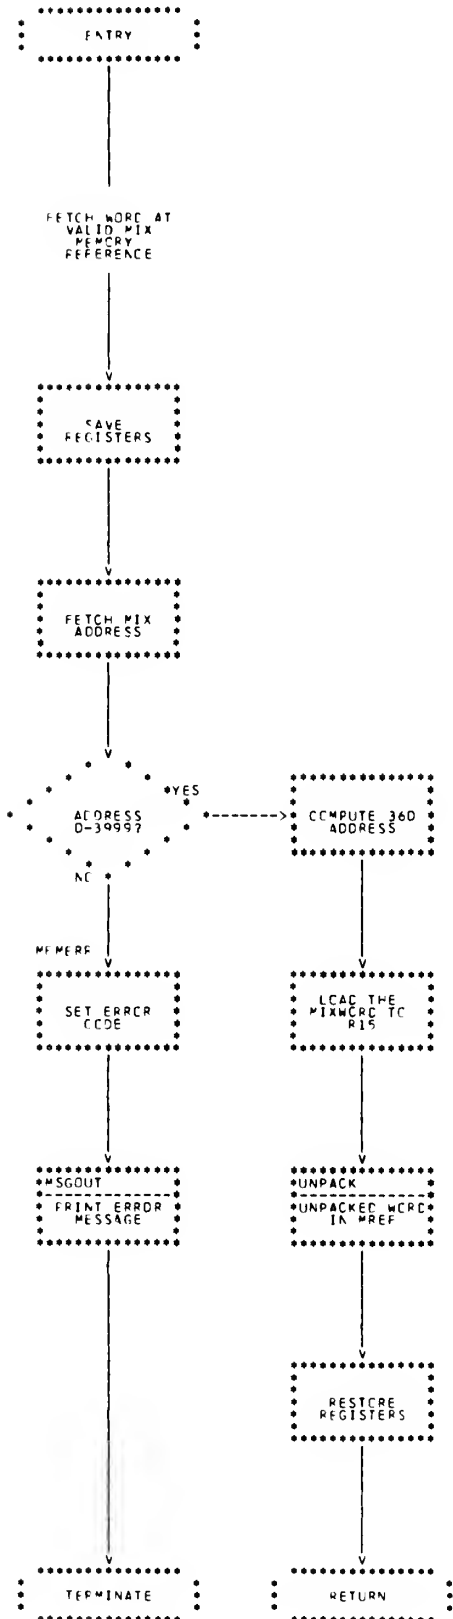 ENTRY
FETCH WORD AT
VALID MIX
MEMORY
REFERENCE
SAVE
REGISTERS
FETCH MIX
ADDRESS
YES
ADDRESS
0-3999?
COMPUTE 360
ADDRESS
NO
MEMERR
SET ERROR
CODE
LOAD THE
MIXWORD TO
R15
MSGOUT
PRINT ERROR
MESSAGE
UNPACK
UNPACKED WORD
IN MREF
RESTORE
REGISTERS
TERMINATE
RETURN